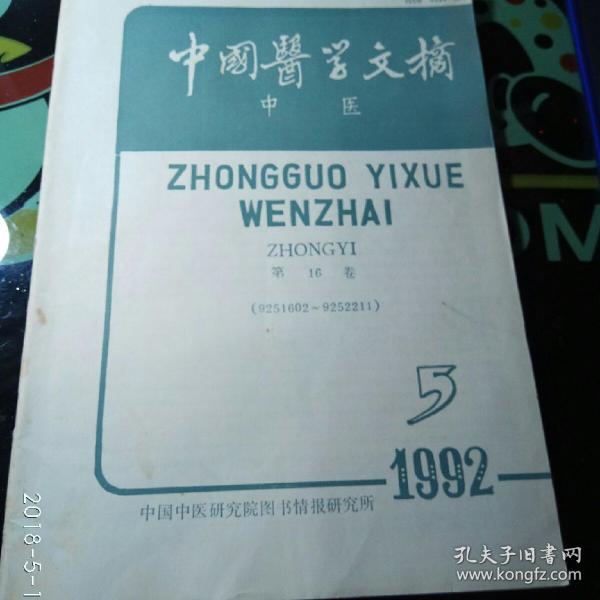 中國醫学文摘
中 医
ZHONGGUO YIXUE
WENZHAI
ZHONGYI
第 16 卷
(9251602~9252211)
5
1992
中国中医研究院图书情报研究所
2018-5-1
孔夫子旧书网
www.kongfz.com